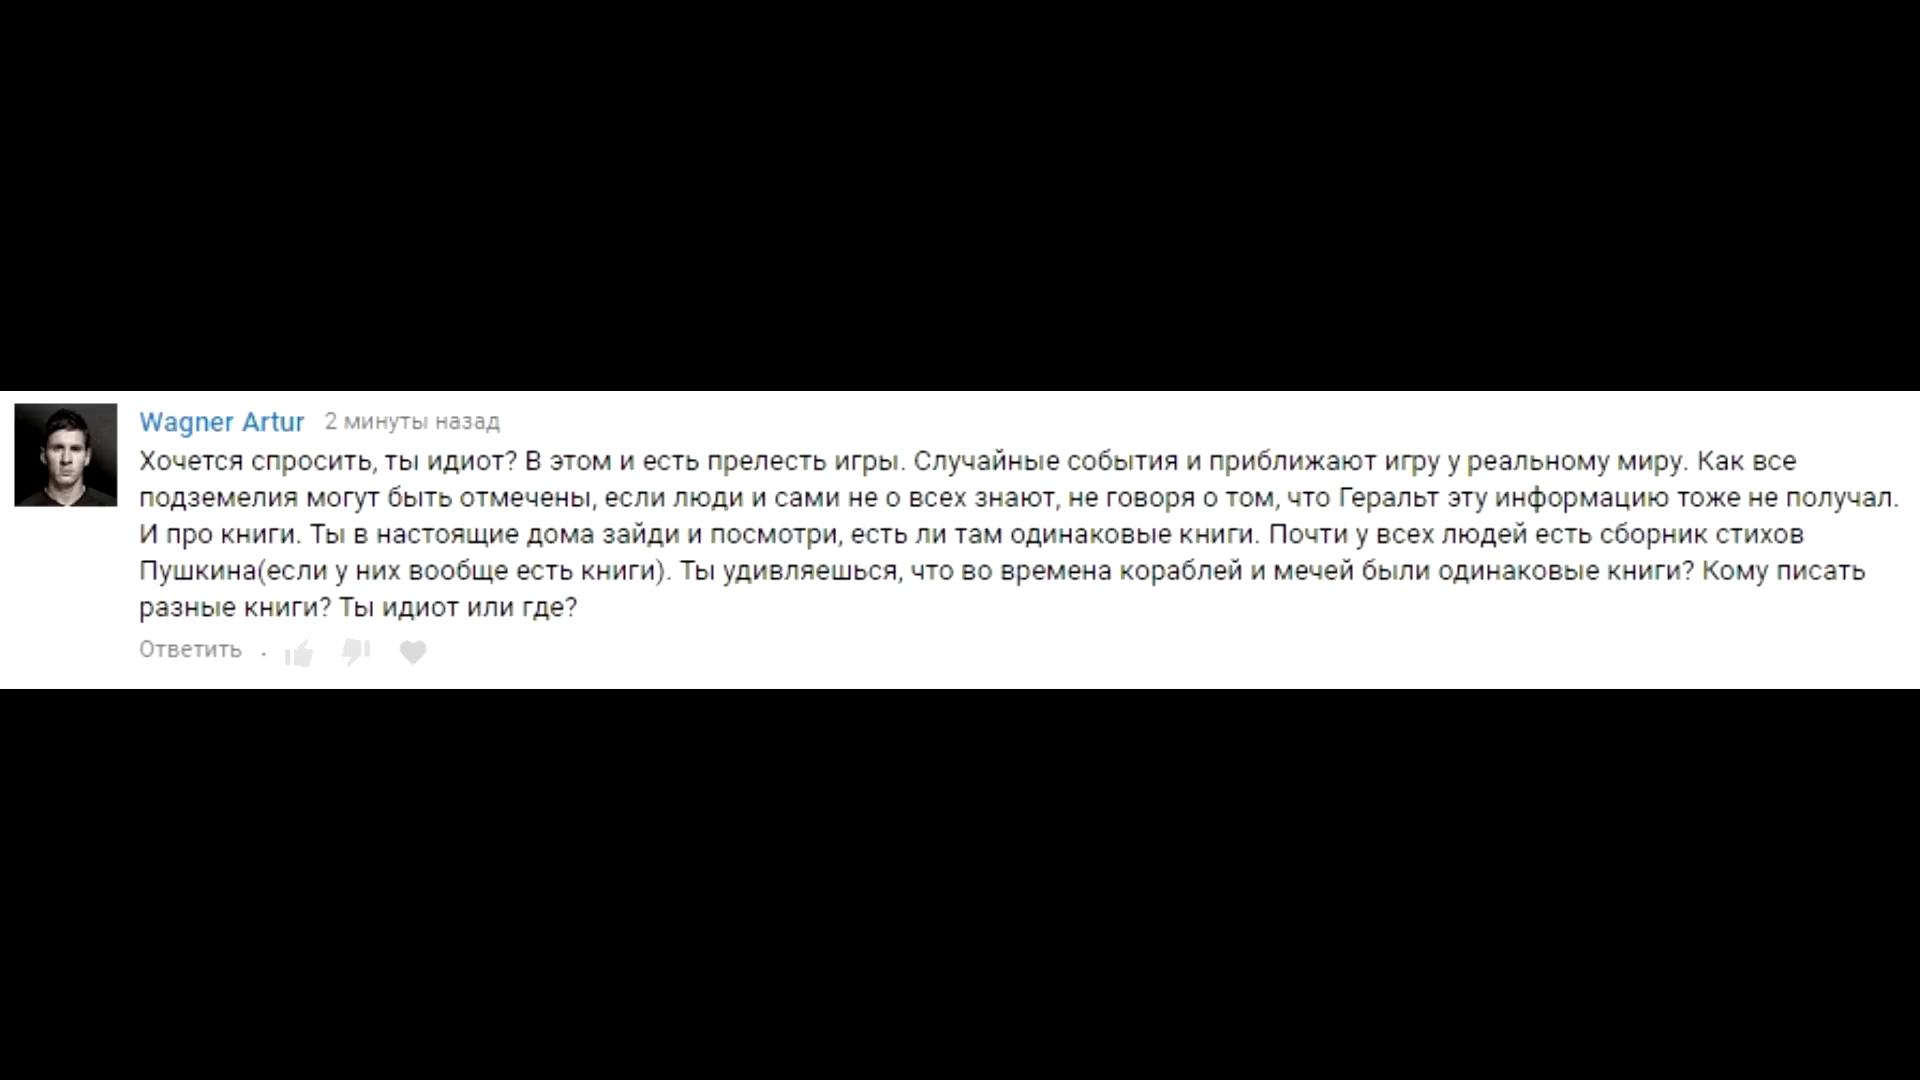 Wagner Artur 2 минуты назад
Хочется спросить, ты идиот? В этом и есть прелесть игры. Случайные события и приближают игру у реальному миру. Как все
подземелия могут быть отмечены, если люди и сами не о всех знают, не говоря о том, что Геральт эту информацию тоже не получал.
И про книги. Ты в настоящие дома зайди и посмотри, есть ли там одинаковые книги. Почти у всех людей есть сборник стихов
Пушкина(если у них вообще есть книги). Ты удивляешься, что во времена кораблей и мечей были одинаковые книги? Кому писать
разные книги? Ты идиот или где?
Ответить .